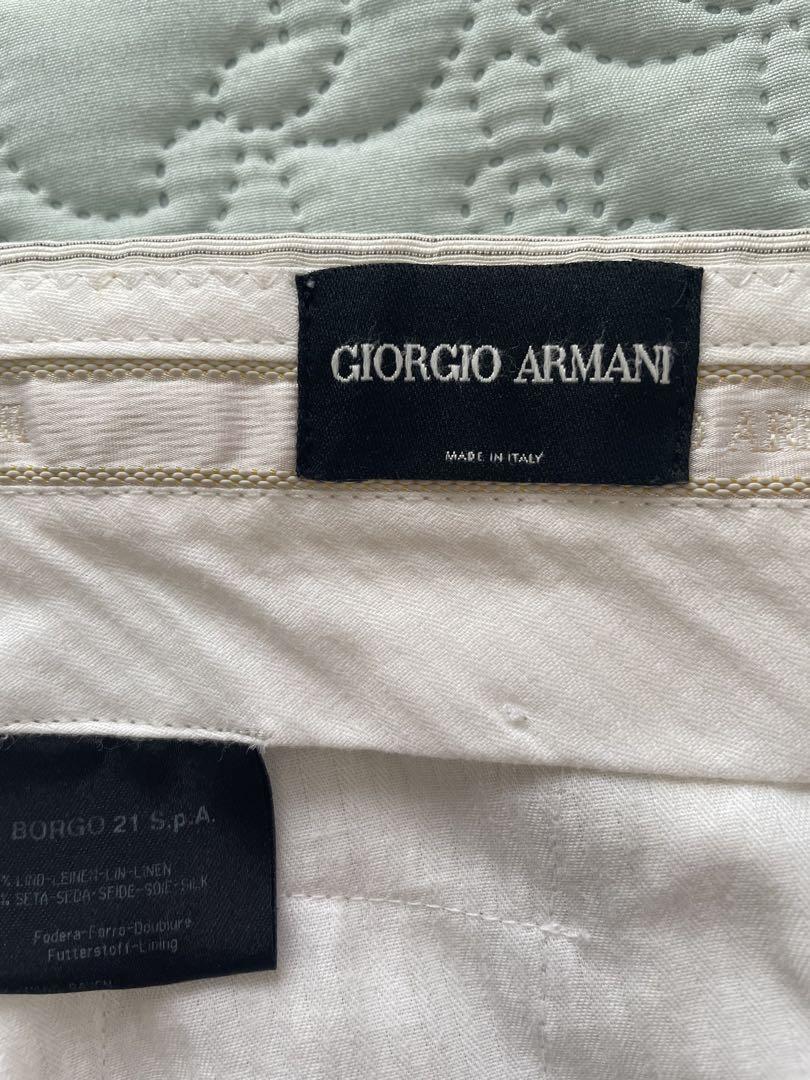 GIORGIO ARMANI
MADE IN ITALY
AR
BORGO 21 S.p.A.
% LINO-LEINEN-LIN-LINEN
% SETA-SEDA-SEIDE-SOIE-SILK
Fodera-Forro-Doublure
Futterstoff-Lining